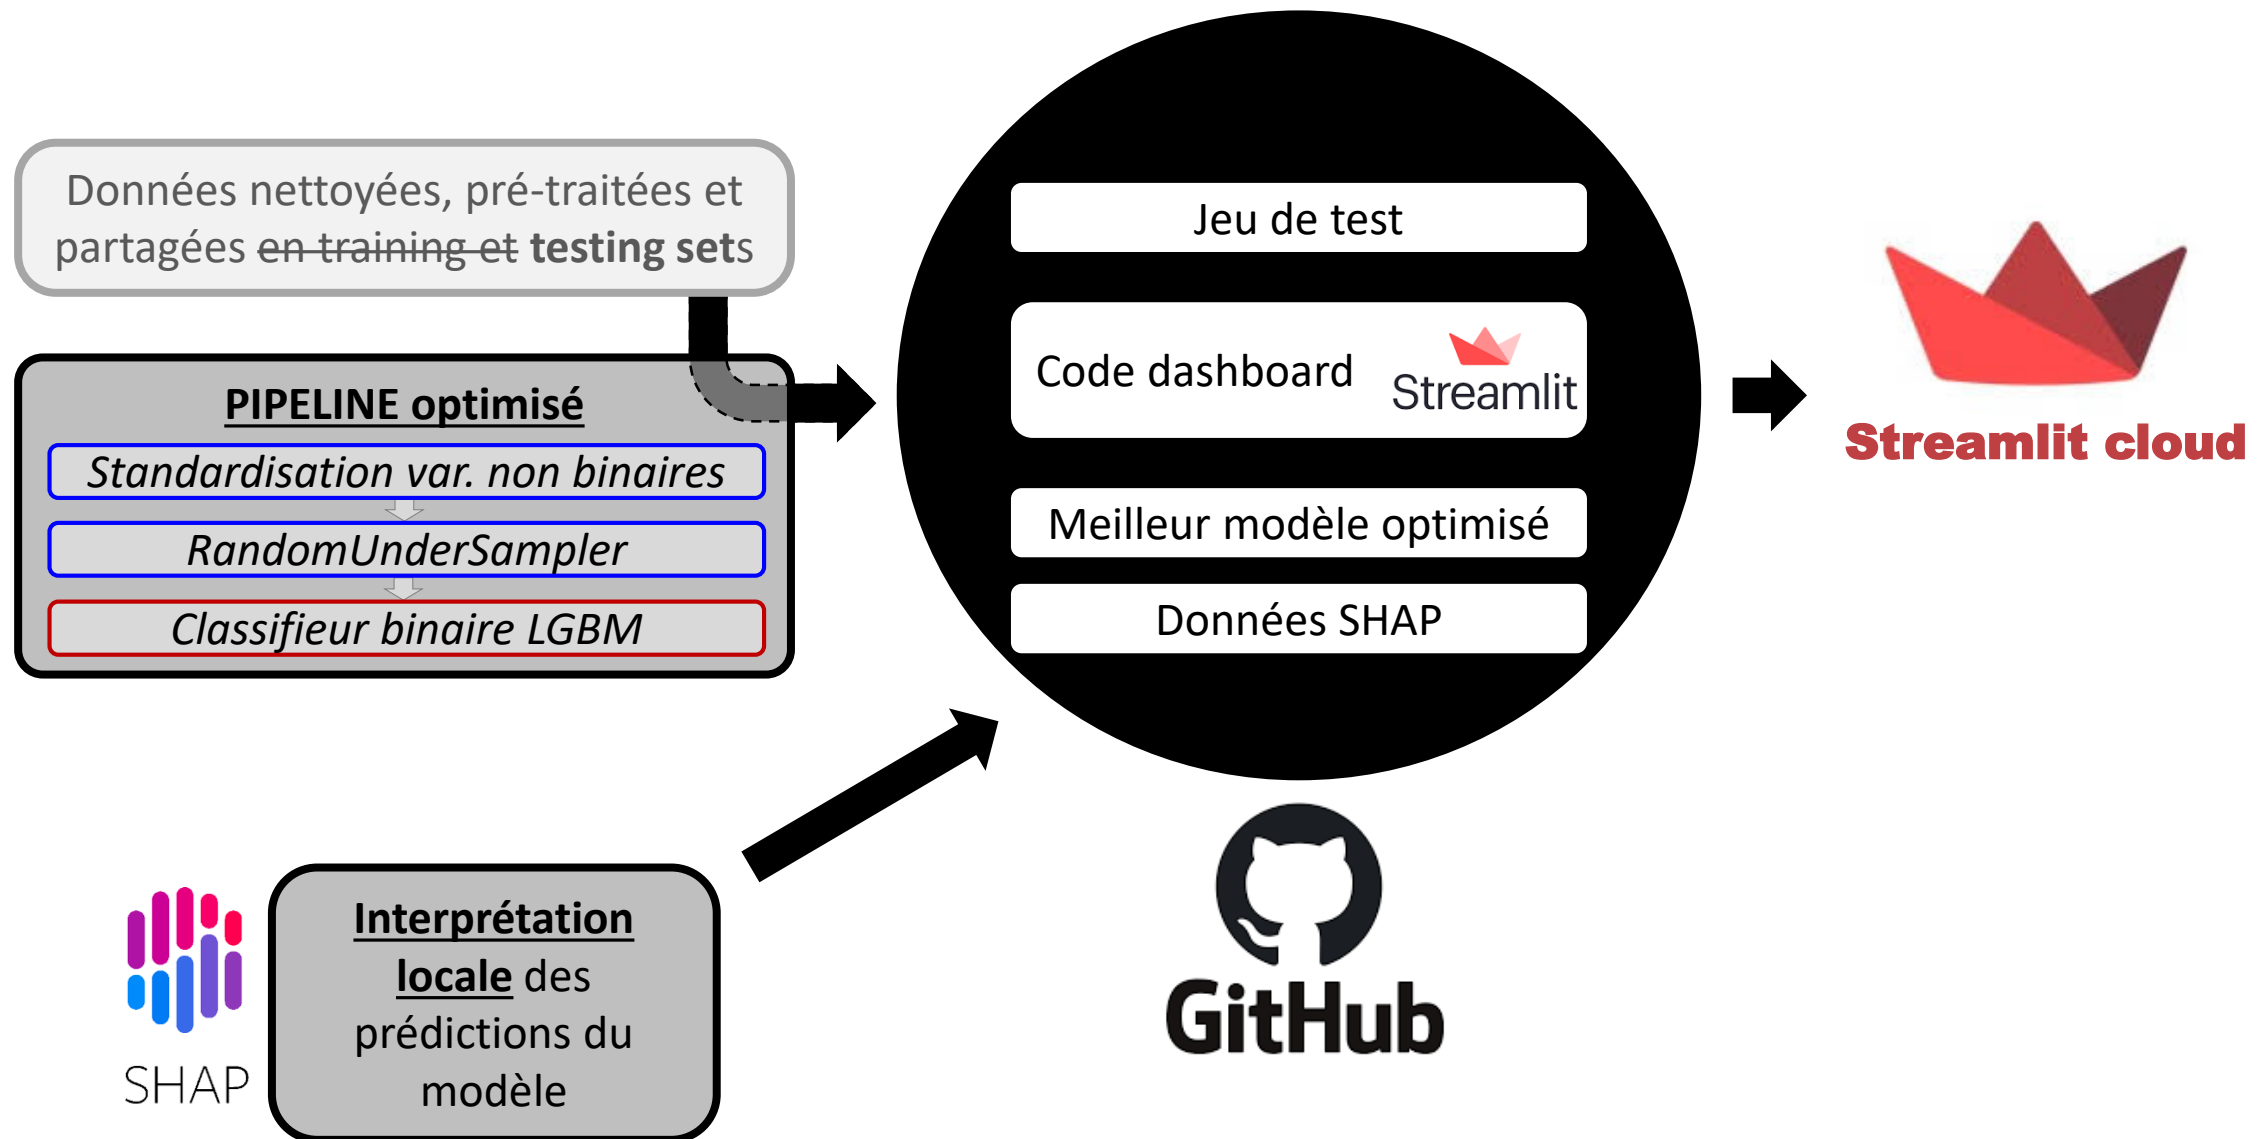 Données nettoyées, pré-traitées et
partagées en training et testing sets
PIPELINE optimisé
Standardisation var. non binaires
RandomUnderSampler
Classifieur binaire LGBM
SHAP
Interprétation
locale des
prédictions du
modèle
Jeu de test
Code dashboard
Streamlit
Meilleur modèle optimisé
Données SHAP
GitHub
Streamlit cloud